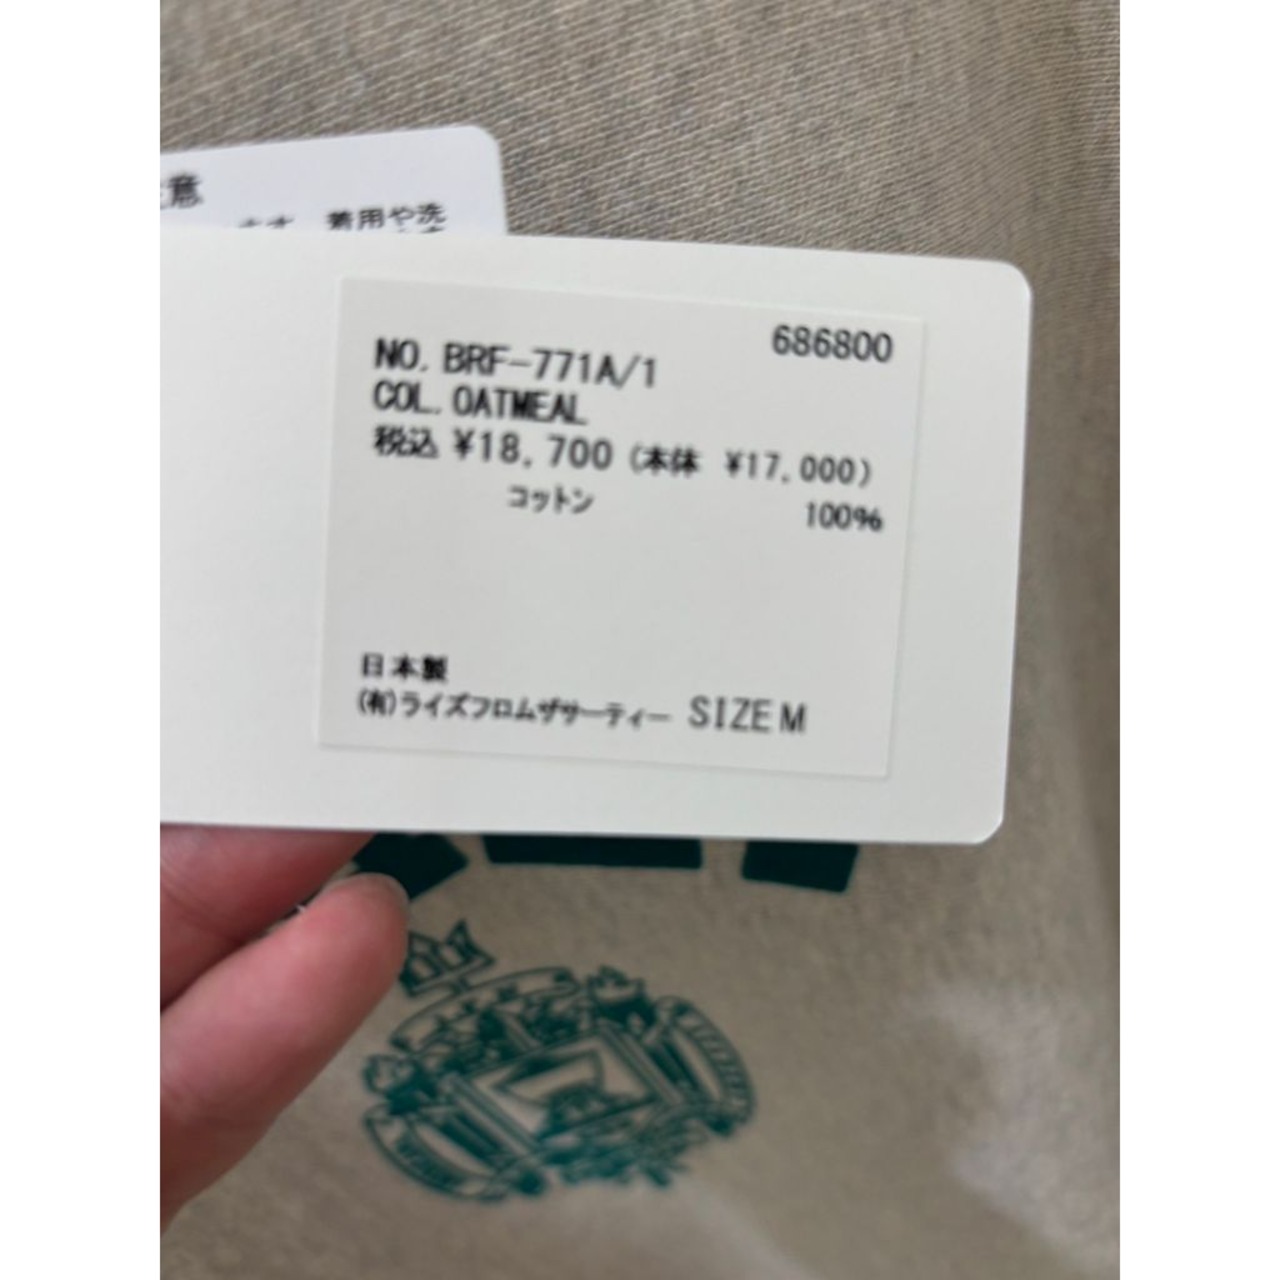 意
ます。着用や洗
686800
NO. BRF-771A/1
COL. OATMEAL
税込 ¥18,700 (本体 ¥17,000)
コットン 100%
日本製
(有)ライズフロムザサーティー SIZE M